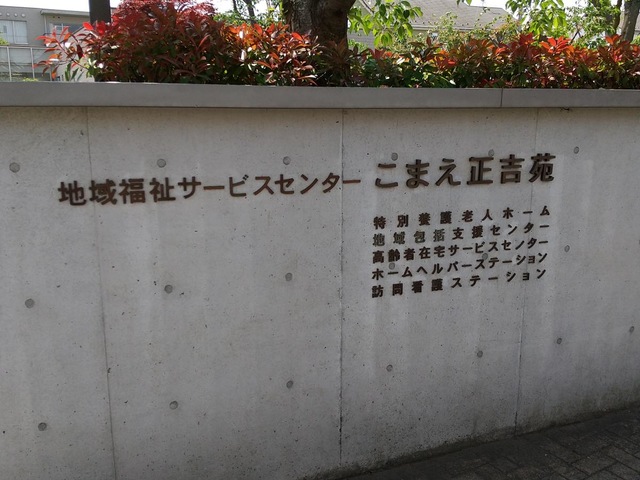 地域福祉サービスセンター こまえ正吉苑
特別養護老人ホーム
地域包括支援センター
高齢者在宅サービスセンター
ホームヘルパーステーション
訪問看護ステーション